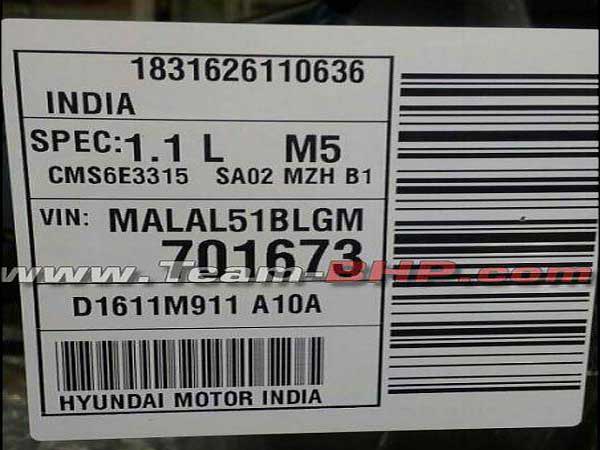 1831626110636
INDIA
SPEC: 1.1 L M5
CMS6E3315 SA02 MZH B1
VIN: MALAL51BLGM
701673
www.Team-BHP.com
D1611M911 A10A
HYUNDAI MOTOR INDIA